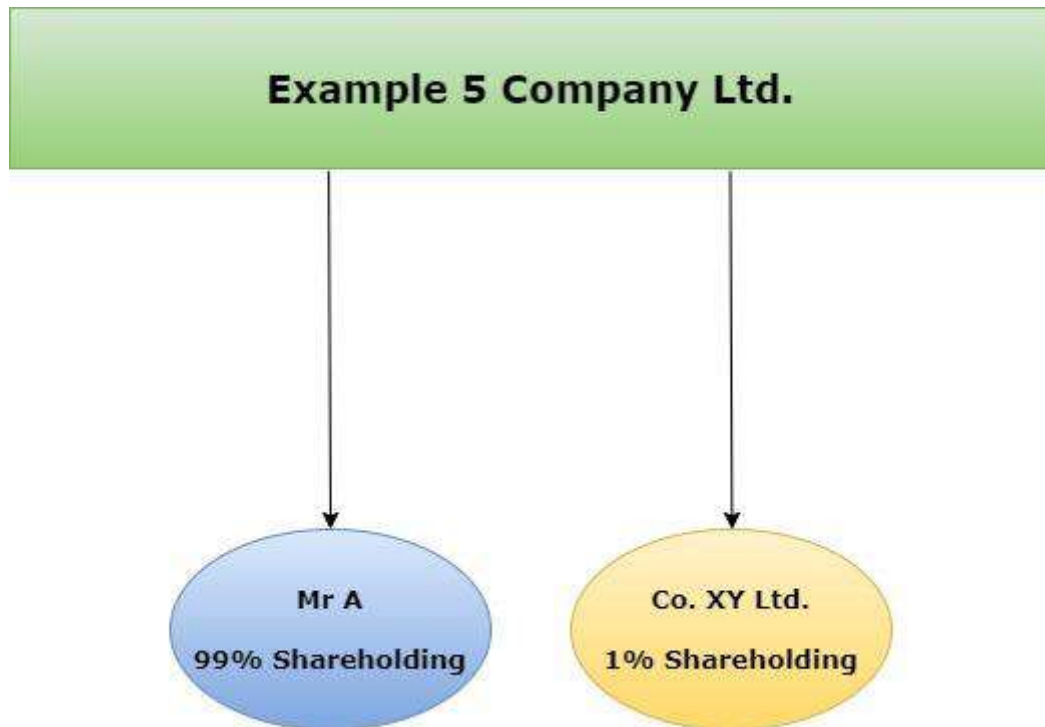 Example 5 Company Ltd.
Mr A
99% Shareholding
Co. XY Ltd.
1% Shareholding